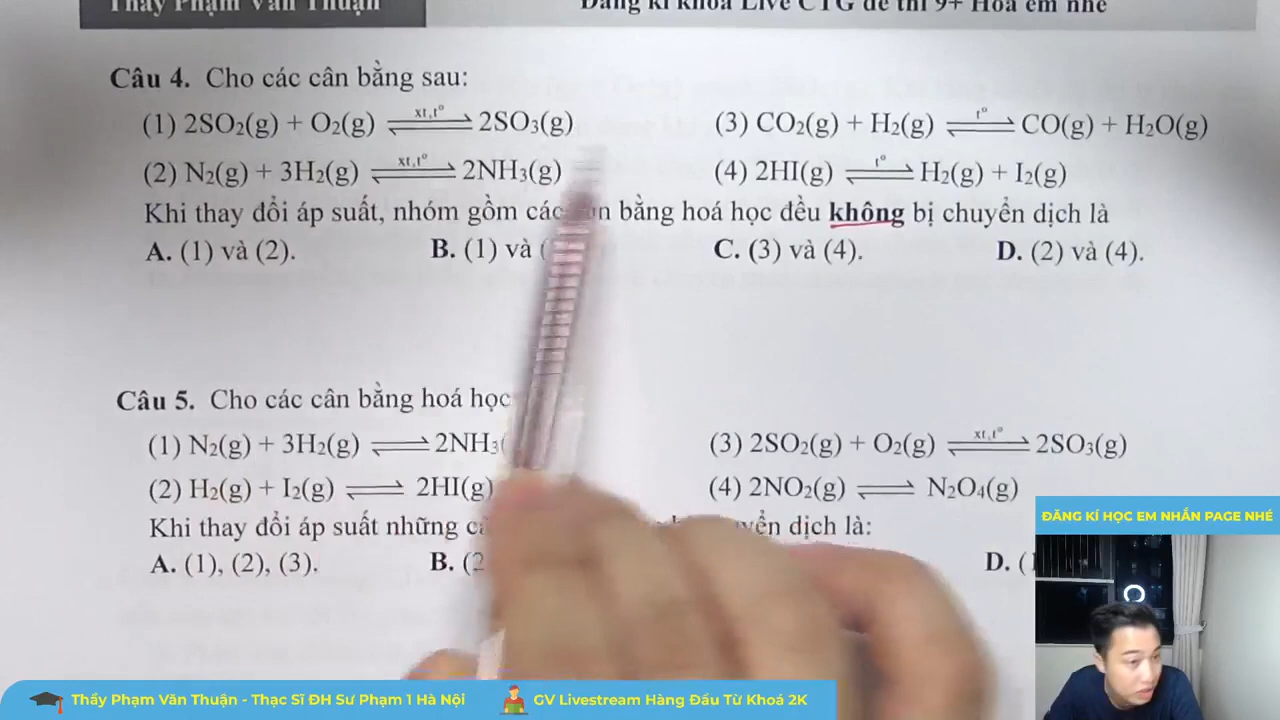 Thầy Phạm Văn Thuận
Đăng kí khoá Live CTG để thi 9+ Hoá em nhé
Câu 4. Cho các cân bằng sau:
(1) 2SO₂(g) + O₂(g) ⇌ xt,t° 2SO₃(g)
(3) CO₂(g) + H₂(g) ⇌ t° CO(g) + H₂O(g)
(2) N₂(g) + 3H₂(g) ⇌ xt,t° 2NH₃(g)
(4) 2HI(g) ⇌ t° H₂(g) + I₂(g)
Khi thay đổi áp suất, nhóm gồm các bằng hoá học đều không bị chuyển dịch là
A. (1) và (2). B. (1) và ( C. (3) và (4). D. (2) và (4).
Câu 5. Cho các cân bằng hoá học
(1) N₂(g) + 3H₂(g) ⇌ 2NH₃(
(3) 2SO₂(g) + O₂(g) ⇌ xt,t° 2SO₃(g)
(2) H₂(g) + I₂(g) ⇌ 2HI(g)
(4) 2NO₂(g) ⇌ N₂O₄(g)
Khi thay đổi áp suất những dịch là:
A. (1), (2), (3). B. (2 D. (1
ĐĂNG KÍ HỌC EM NHẮN PAGE NHÉ
Thầy Phạm Văn Thuận - Thạc Sĩ ĐH Sư Phạm 1 Hà Nội
GV Livestream Hàng Đầu Từ Khoá 2K